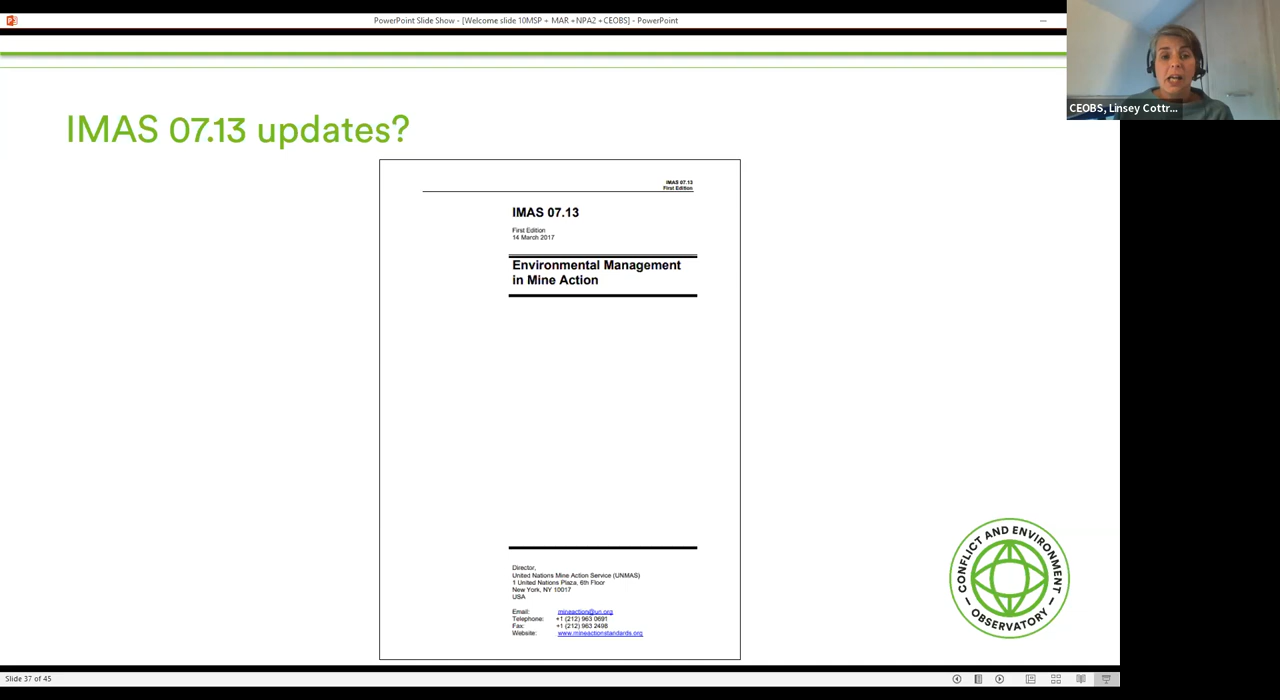 PowerPoint Slide Show - [Welcome slide 10MSP + MAR +NPA2 +CEOBS] - PowerPoint
CEOBS, Linsey Cottr...
IMAS 07.13 updates?
IMAS 07.13
First Edition
IMAS 07.13
First Edition
14 March 2017
Environmental Management
in Mine Action
Director,
United Nations Mine Action Service (UNMAS)
1 United Nations Plaza, 6th Floor
New York, NY 10017
USA
Email: mineaction@un.org
Telephone: +1 (212) 963 0691
Fax: +1 (212) 963 2498
Website: www.mineactionstandards.org
CONFLICT AND ENVIRONMENT
OBSERVATORY
Slide 37 of 45